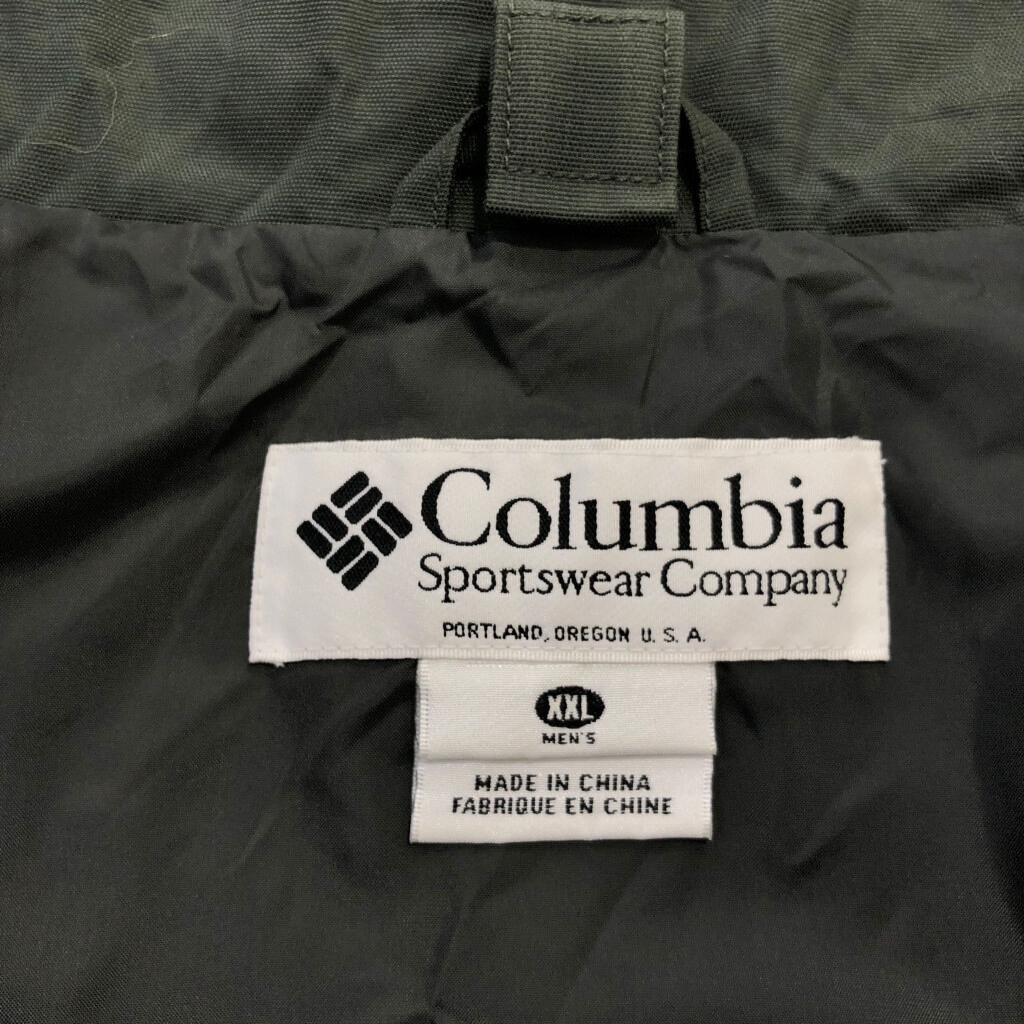 Columbia
Sportswear Company
PORTLAND, OREGON U. S. A.
XXL
MEN'S
MADE IN CHINA
FABRIQUE EN CHINE